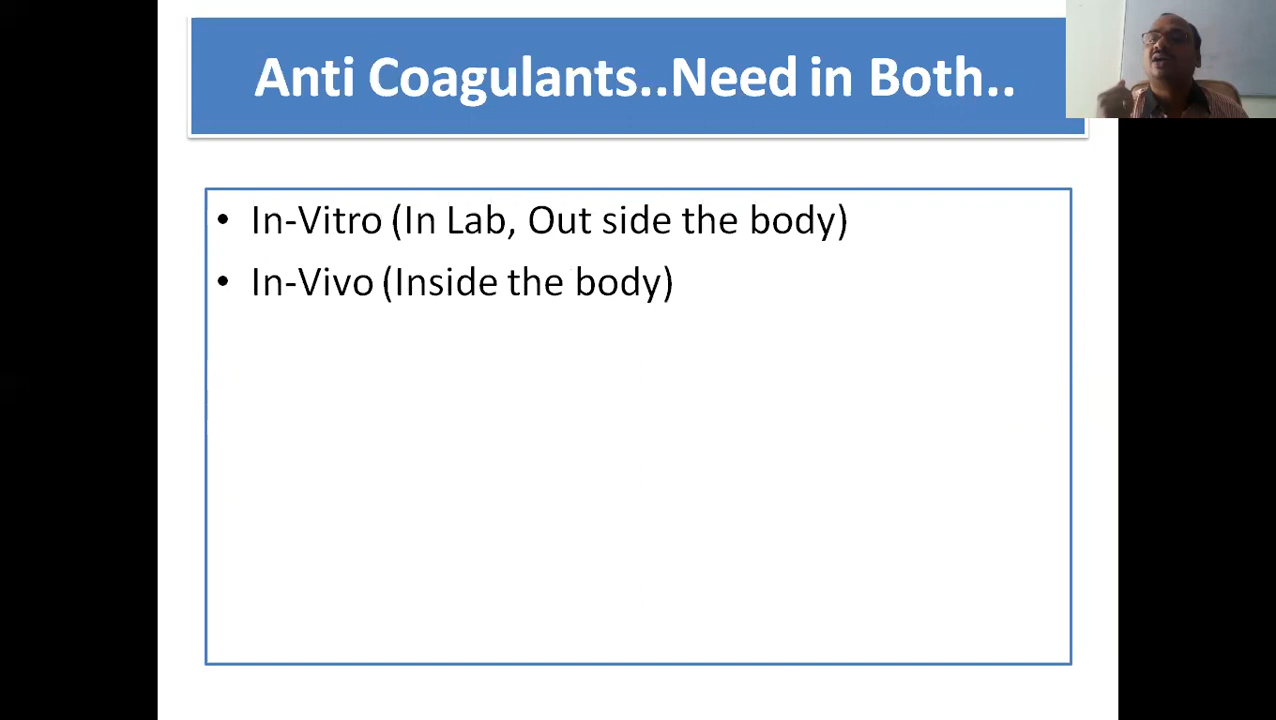 Anti Coagulants..Need in Both..
• In-Vitro (In Lab, Out side the body)
• In-Vivo (Inside the body)